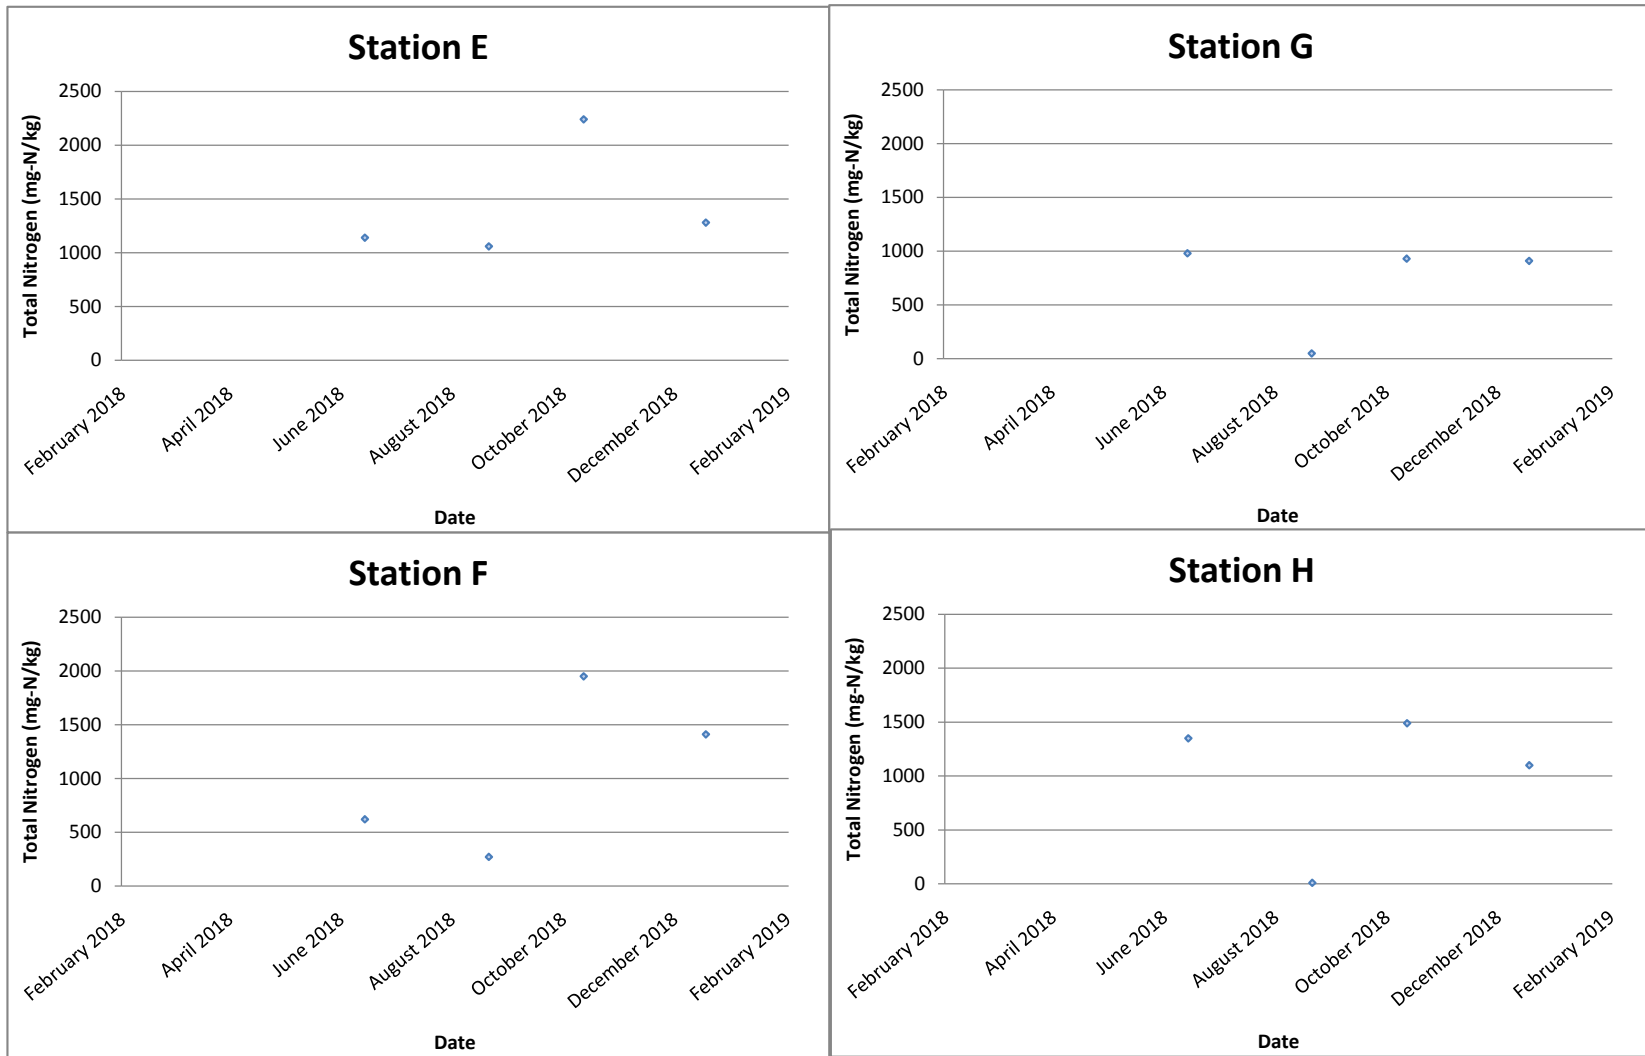 Station E
Total Nitrogen (mg-N/kg)
2500
2000
1500
1000
500
0
February 2018
April 2018
June 2018
August 2018
October 2018
December 2018
February 2019
Date
Station G
Total Nitrogen (mg-N/kg)
2500
2000
1500
1000
500
0
February 2018
April 2018
June 2018
August 2018
October 2018
December 2018
February 2019
Date
Station F
Total Nitrogen (mg-N/kg)
2500
2000
1500
1000
500
0
February 2018
April 2018
June 2018
August 2018
October 2018
December 2018
February 2019
Date
Station H
Total Nitrogen (mg-N/kg)
2500
2000
1500
1000
500
0
February 2018
April 2018
June 2018
August 2018
October 2018
December 2018
February 2019
Date